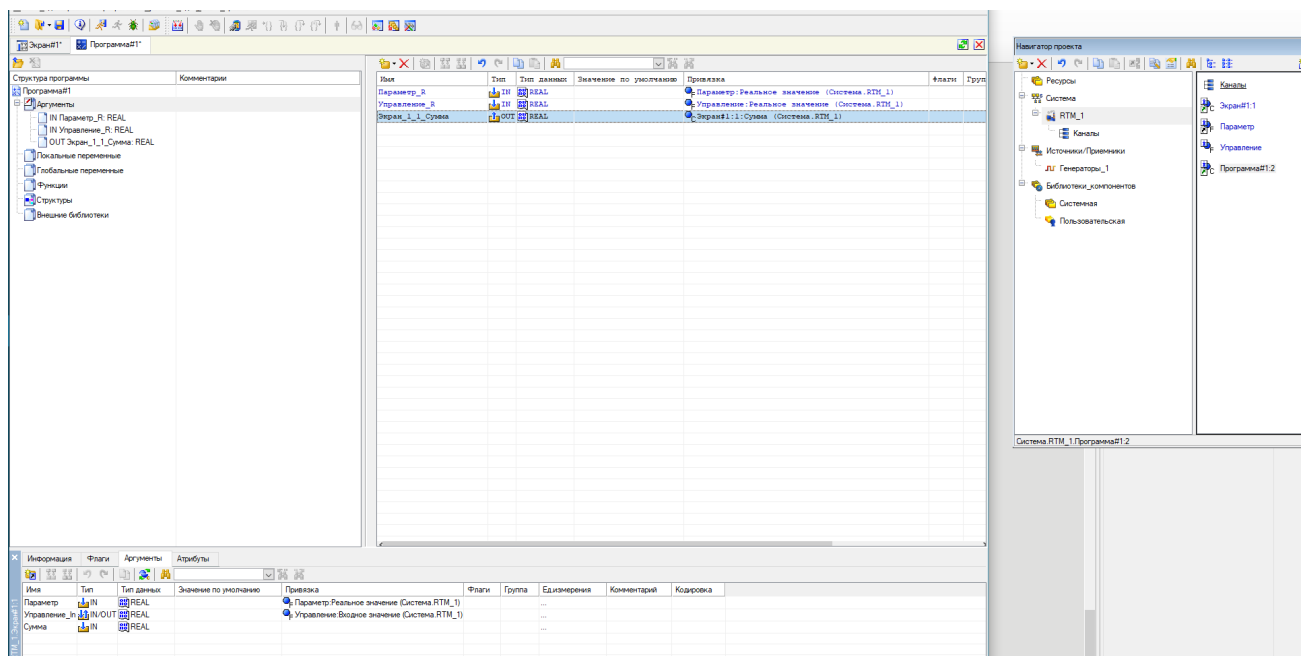 Экран#1* Программа#1*
Структура программы Комментарии
Программа#1
Аргументы
IN Параметр_R: REAL
IN Управление_R: REAL
OUT Экран_1_1_Сумма: REAL
Локальные переменные
Глобальные переменные
Функции
Структуры
Внешние библиотеки
Имя Тип Тип данных Значение по умолчанию Привязка Флаги Груп
Параметр_R IN REAL Параметр:Реальное значение (Система.RTM_1)
Управление_R IN REAL Управление:Реальное значение (Система.RTM_1)
Экран_1_1_Сумма OUT REAL Экран#1:1:Сумма (Система.RTM_1)
Навигатор проекта
Ресурсы
Система
RTM_1
Каналы
Источники/Приемники
Генераторы_1
Библиотеки_компонентов
Системная
Пользовательская
Каналы
Экран#1:1
Параметр
Управление
Программа#1:2
Система.RTM_1.Программа#1:2
Информация Флаги Аргументы Атрибуты
Имя Тип Тип данных Значение по умолчанию Привязка Флаги Группа Ед.измерения Комментарий Кодировка
Параметр IN REAL Параметр:Реальное значение (Система.RTM_1) ...
Управление_In IN/OUT REAL Управление:Входное значение (Система.RTM_1) ...
Сумма IN REAL ...